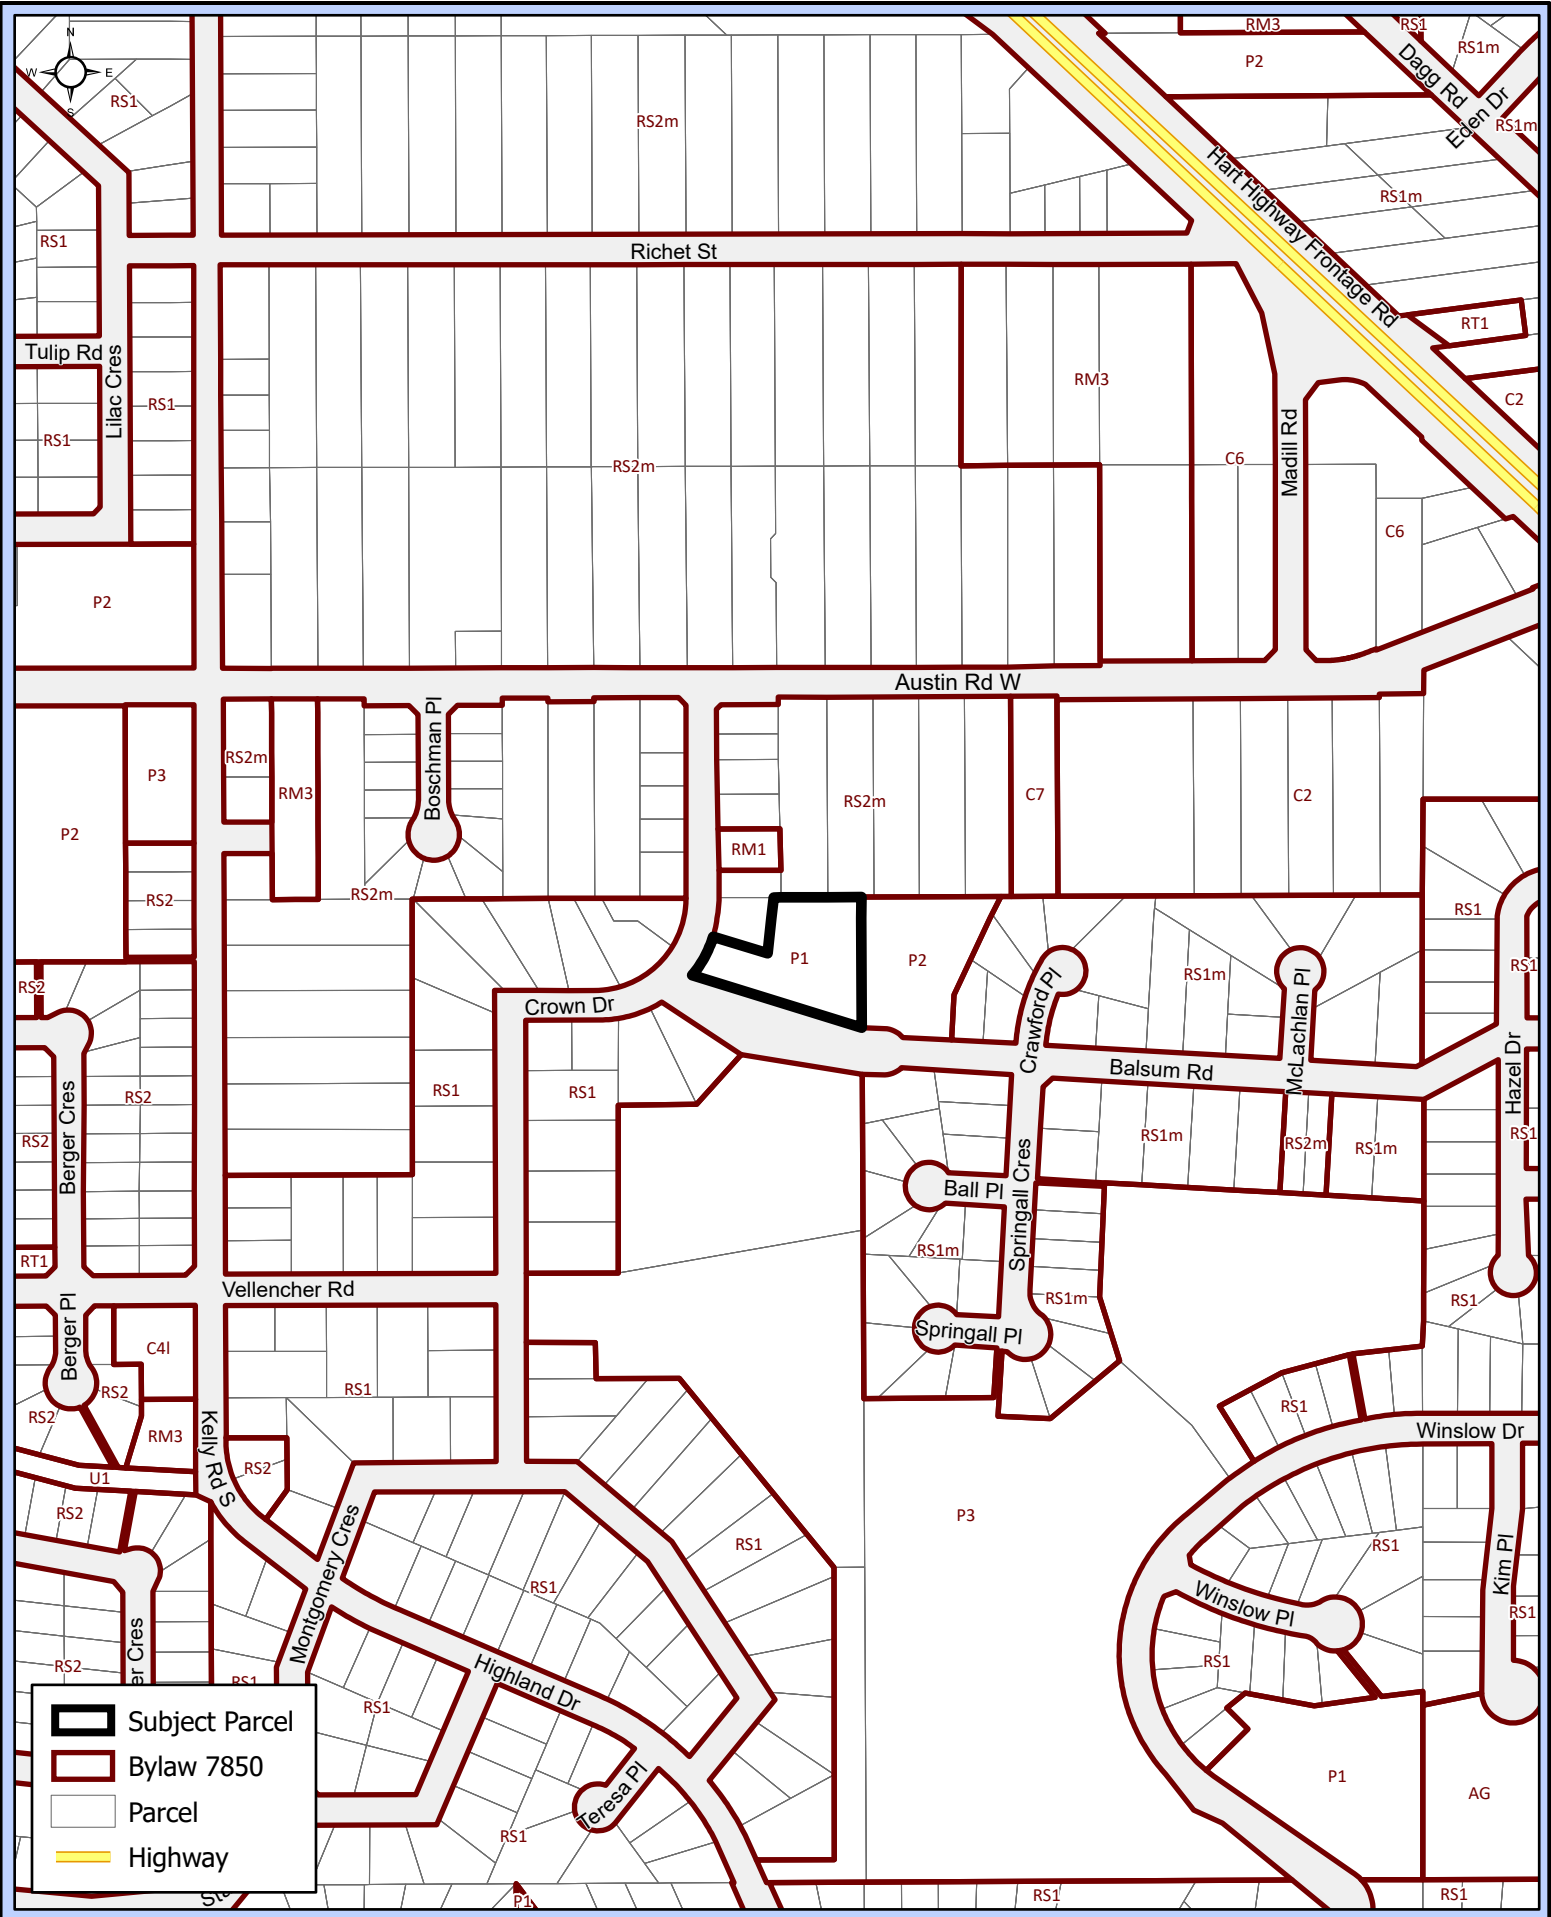 N
W E
S
RS1
RS2m
RM3
P2
RS1
RS1m
Dagg Rd
Eden Dr
RS1m
Hart Highway Frontage Rd
RS1m
RS1
Richet St
Tulip Rd
Lilac Cres
RS1
RS1
RT1
C2
RM3
Madill Rd
C6
RS2m
C6
P2
Austin Rd W
P3
P2
RS2
RS2m
RM3
Boschman Pl
RS2m
RM1
RS2m
C7
C2
P1
P2
Crawford Pl
RS1m
McLachlan Pl
RS1
RS1
Hazel Dr
RS1
RS2
Crown Dr
Balsum Rd
RS1
RS1
RS2
Berger Cres
RS2
RS1m
RS2m
RS1m
Springall Cres
Ball Pl
RS1m
RS1m
Springall Pl
RT1
Vellencher Rd
RS1
Berger Pl
C4l
RS2
RS2
RM3
RS1
Kelly Rd S
RS2
U1
RS2
RS1
Winslow Dr
P3
RS1
Montgomery Cres
RS1
RS1
Kim Pl
Winslow Pl
RS1
RS1
RS2
er Cres
RS1
Highland Dr
RS1
Teresa Pl
RS1
P1
AG
Sta
P1
RS1
RS1
Subject Parcel
Bylaw 7850
Parcel
Highway